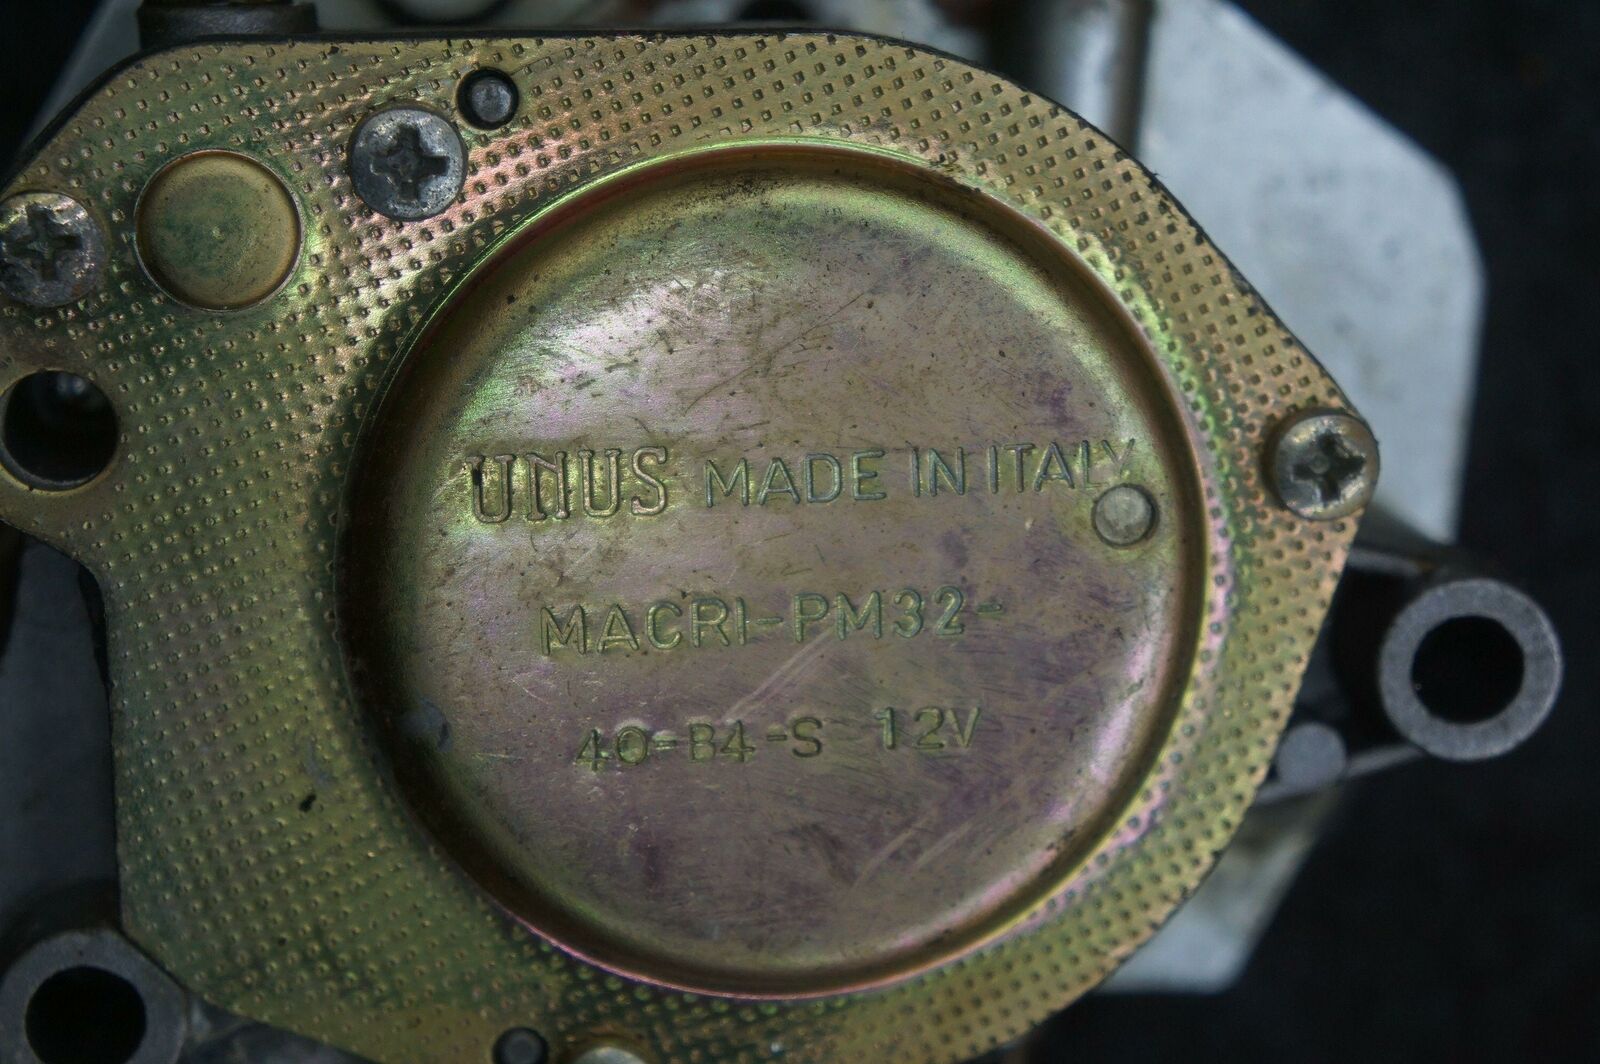 UNUS MADE IN ITALY
MACRI-PM32-
40-B4-S 12V